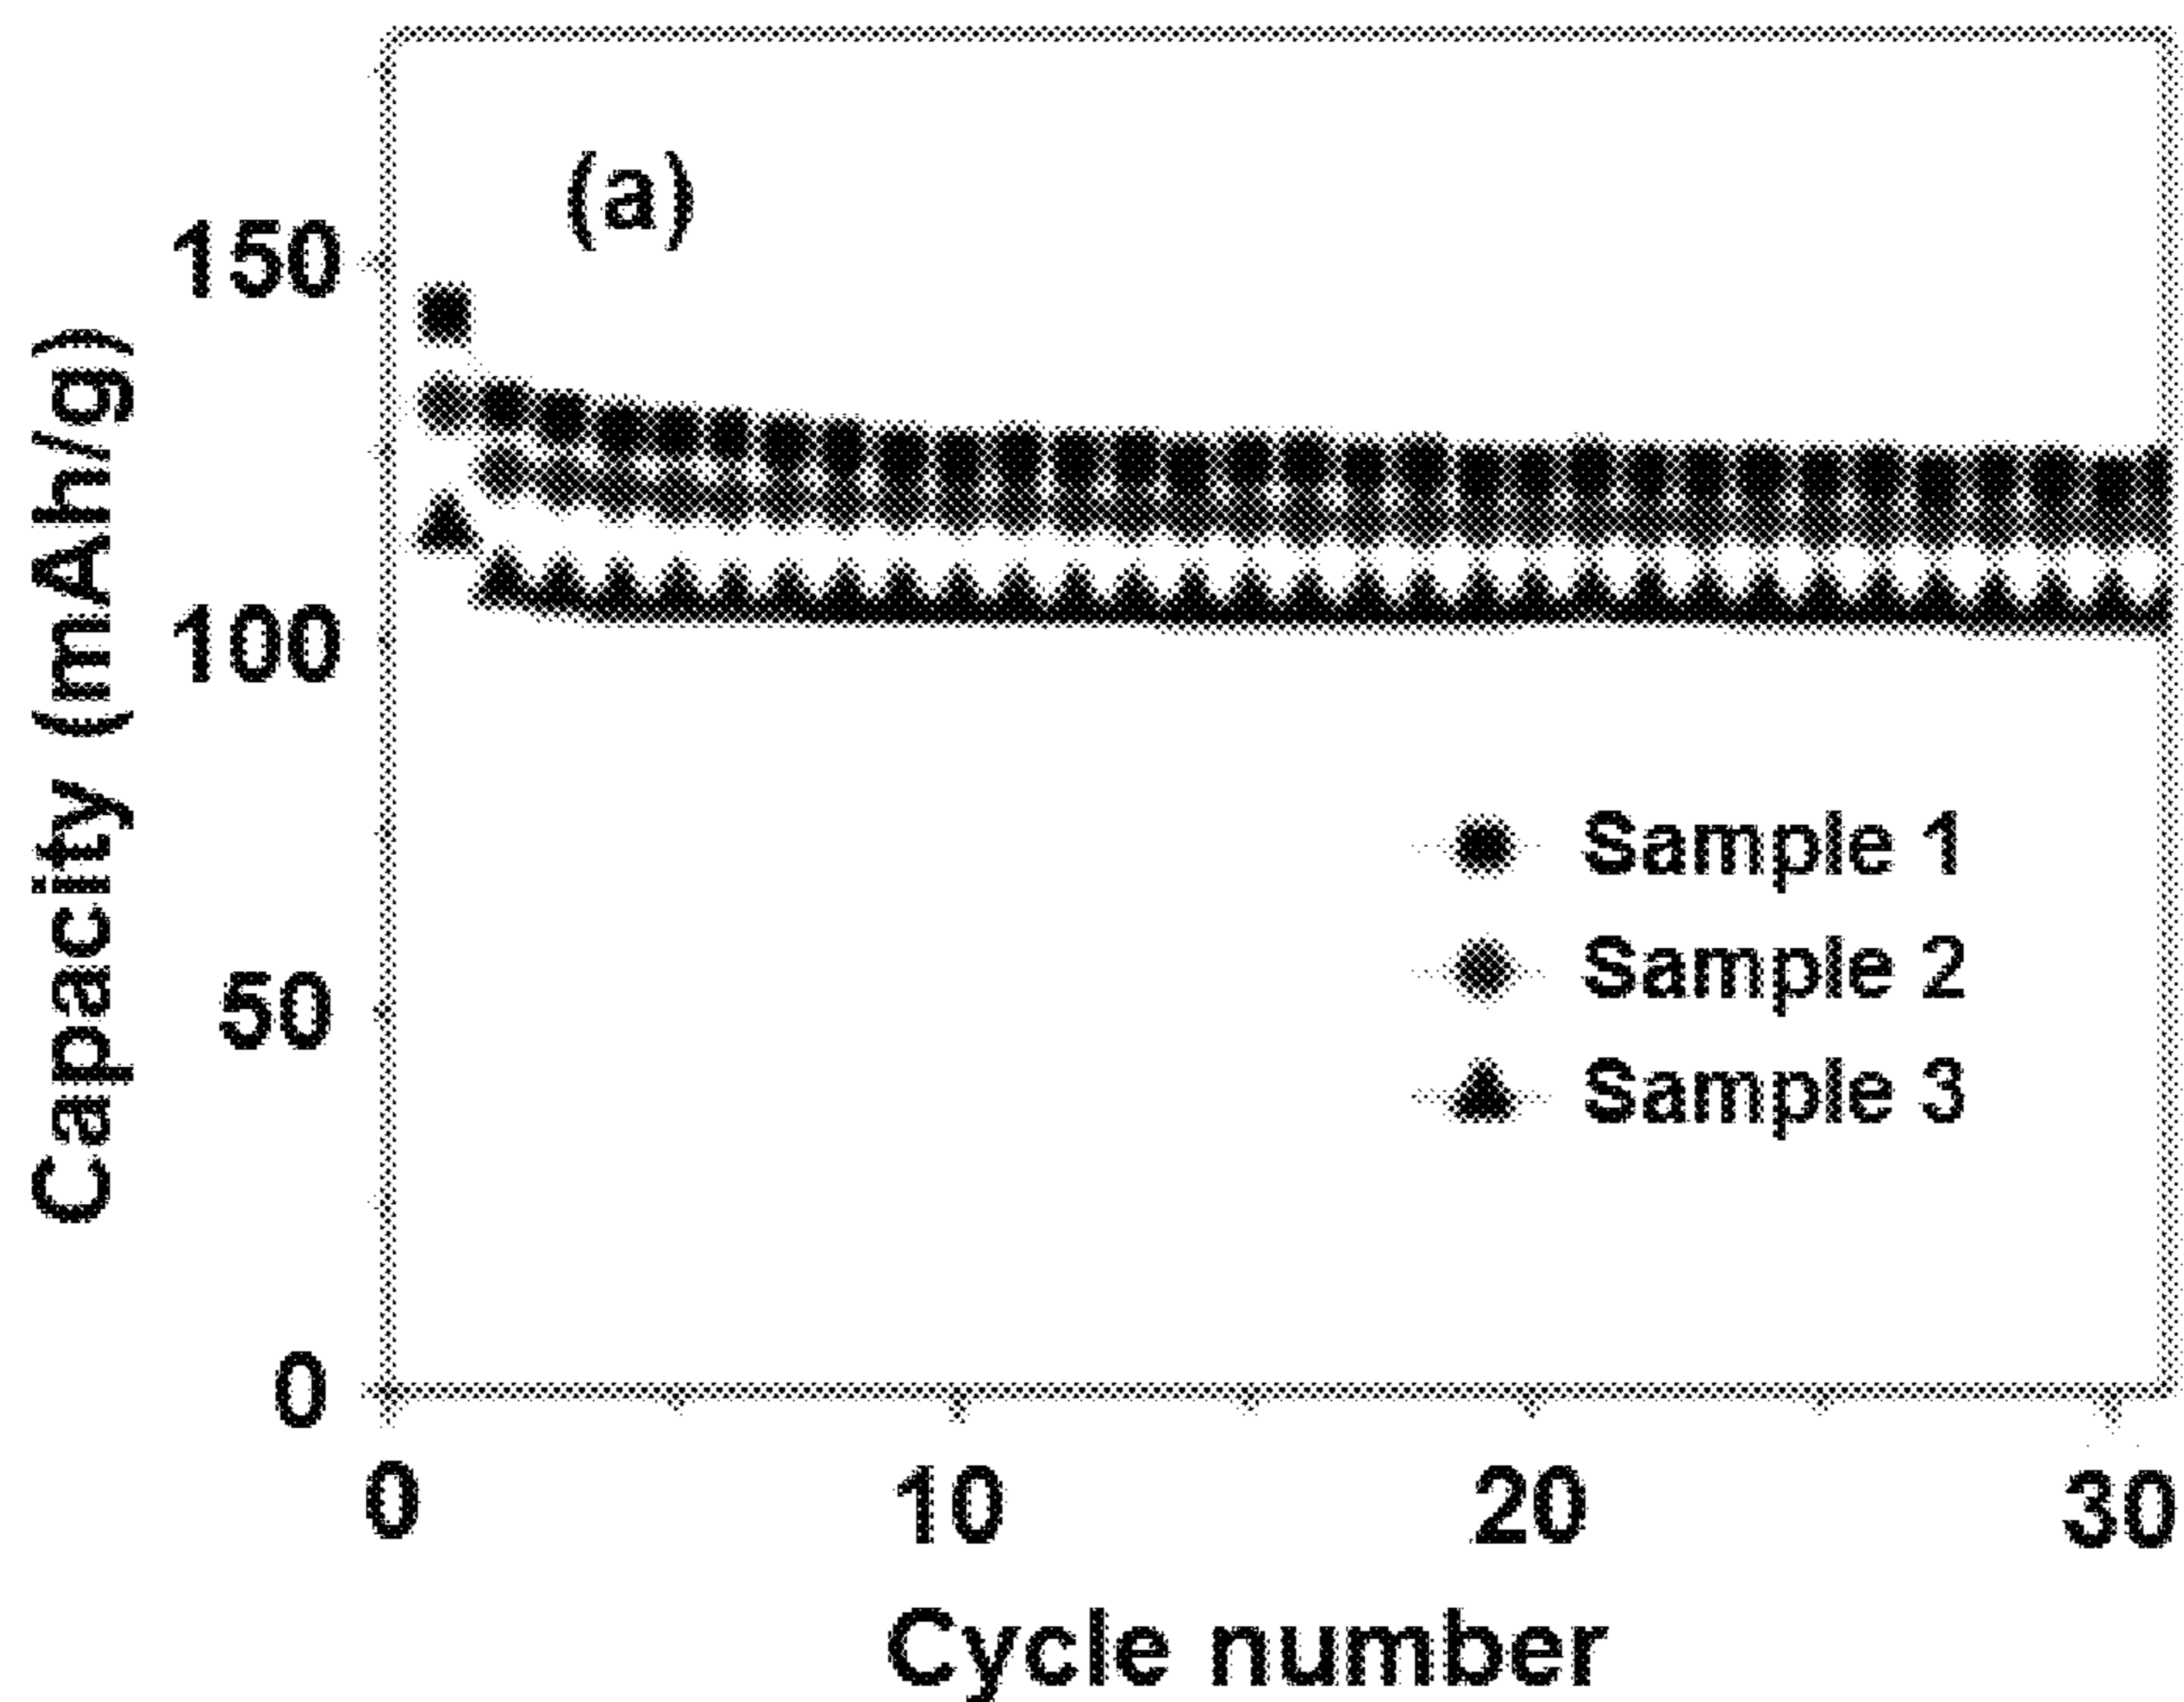 (a)
150
100
50
0
Capacity (mAh/g)
Sample 1
Sample 2
Sample 3
0 10 20 30
Cycle number